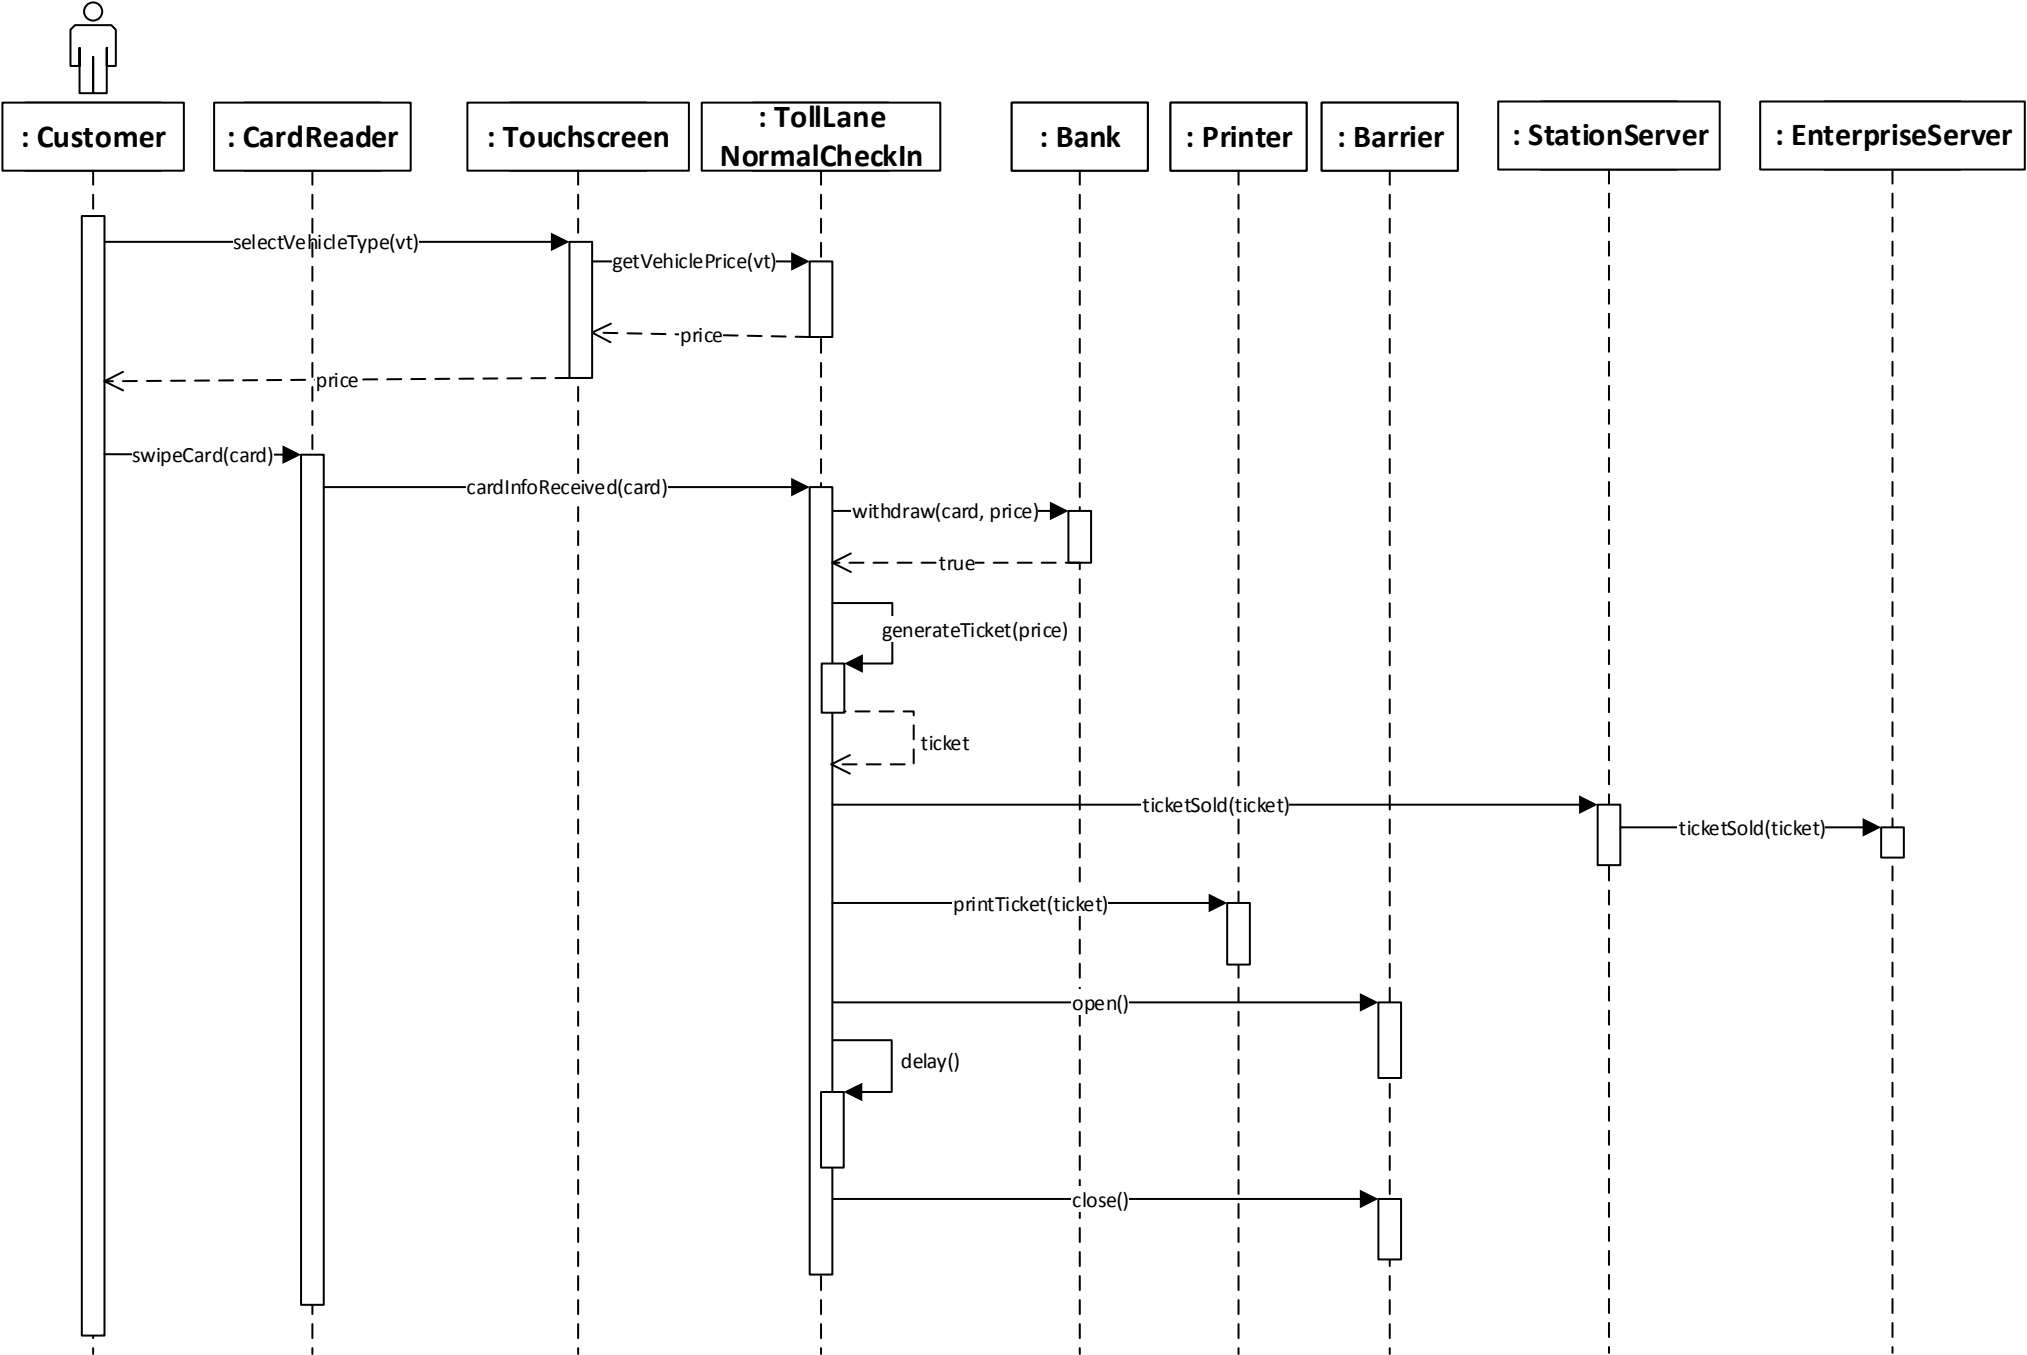 : Customer
: CardReader
: Touchscreen
: TollLane
NormalCheckIn
: Bank
: Printer
: Barrier
: StationServer
: EnterpriseServer
selectVehicleType(vt)
getVehiclePrice(vt)
price
price
swipeCard(card)
cardInfoReceived(card)
withdraw(card, price)
true
generateTicket(price)
ticket
ticketSold(ticket)
ticketSold(ticket)
printTicket(ticket)
open()
delay()
close()